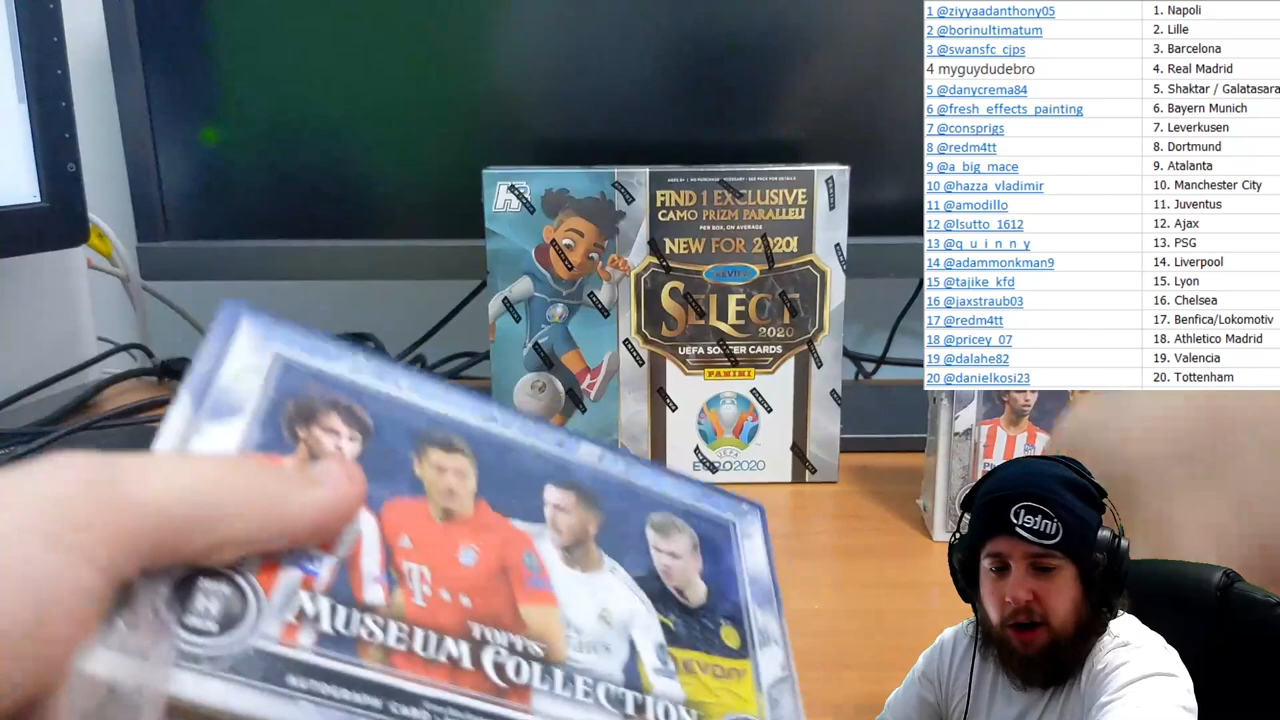 1 @ziyyaadanthony05 1. Napoli
2 @borinultimatum 2. Lille
3 @swansfc_cjps 3. Barcelona
4 myguydudebro 4. Real Madrid
5 @danycrema84 5. Shaktar / Galatasara
6 @fresh_effects_painting 6. Bayern Munich
7 @consprigs 7. Leverkusen
8 @redm4tt 8. Dortmund
9 @a_big_mace 9. Atalanta
10 @hazza_vladimir 10. Manchester City
11 @amodillo 11. Juventus
12 @lsutto_1612 12. Ajax
13 @q_u_i_n_n_y 13. PSG
14 @adammonkman9 14. Liverpool
15 @tajike_kfd 15. Lyon
16 @jaxstraub03 16. Chelsea
17 @redm4tt 17. Benfica/Lokomotiv
18 @pricey_07 18. Athletico Madrid
19 @dalahe82 19. Valencia
20 @danielkosi23 20. Tottenham
FIND 1 EXCLUSIVE
CAMO PRIZM PARALLEL!
PER BOX, ON AVERAGE
NEW FOR 2020!
SELECT
2020
UEFA SOCCER CARDS
PANINI
UEFA
EURO2020
TOPPS
MUSEUM COLLECTION
AUTOGRAPH CARD
intel